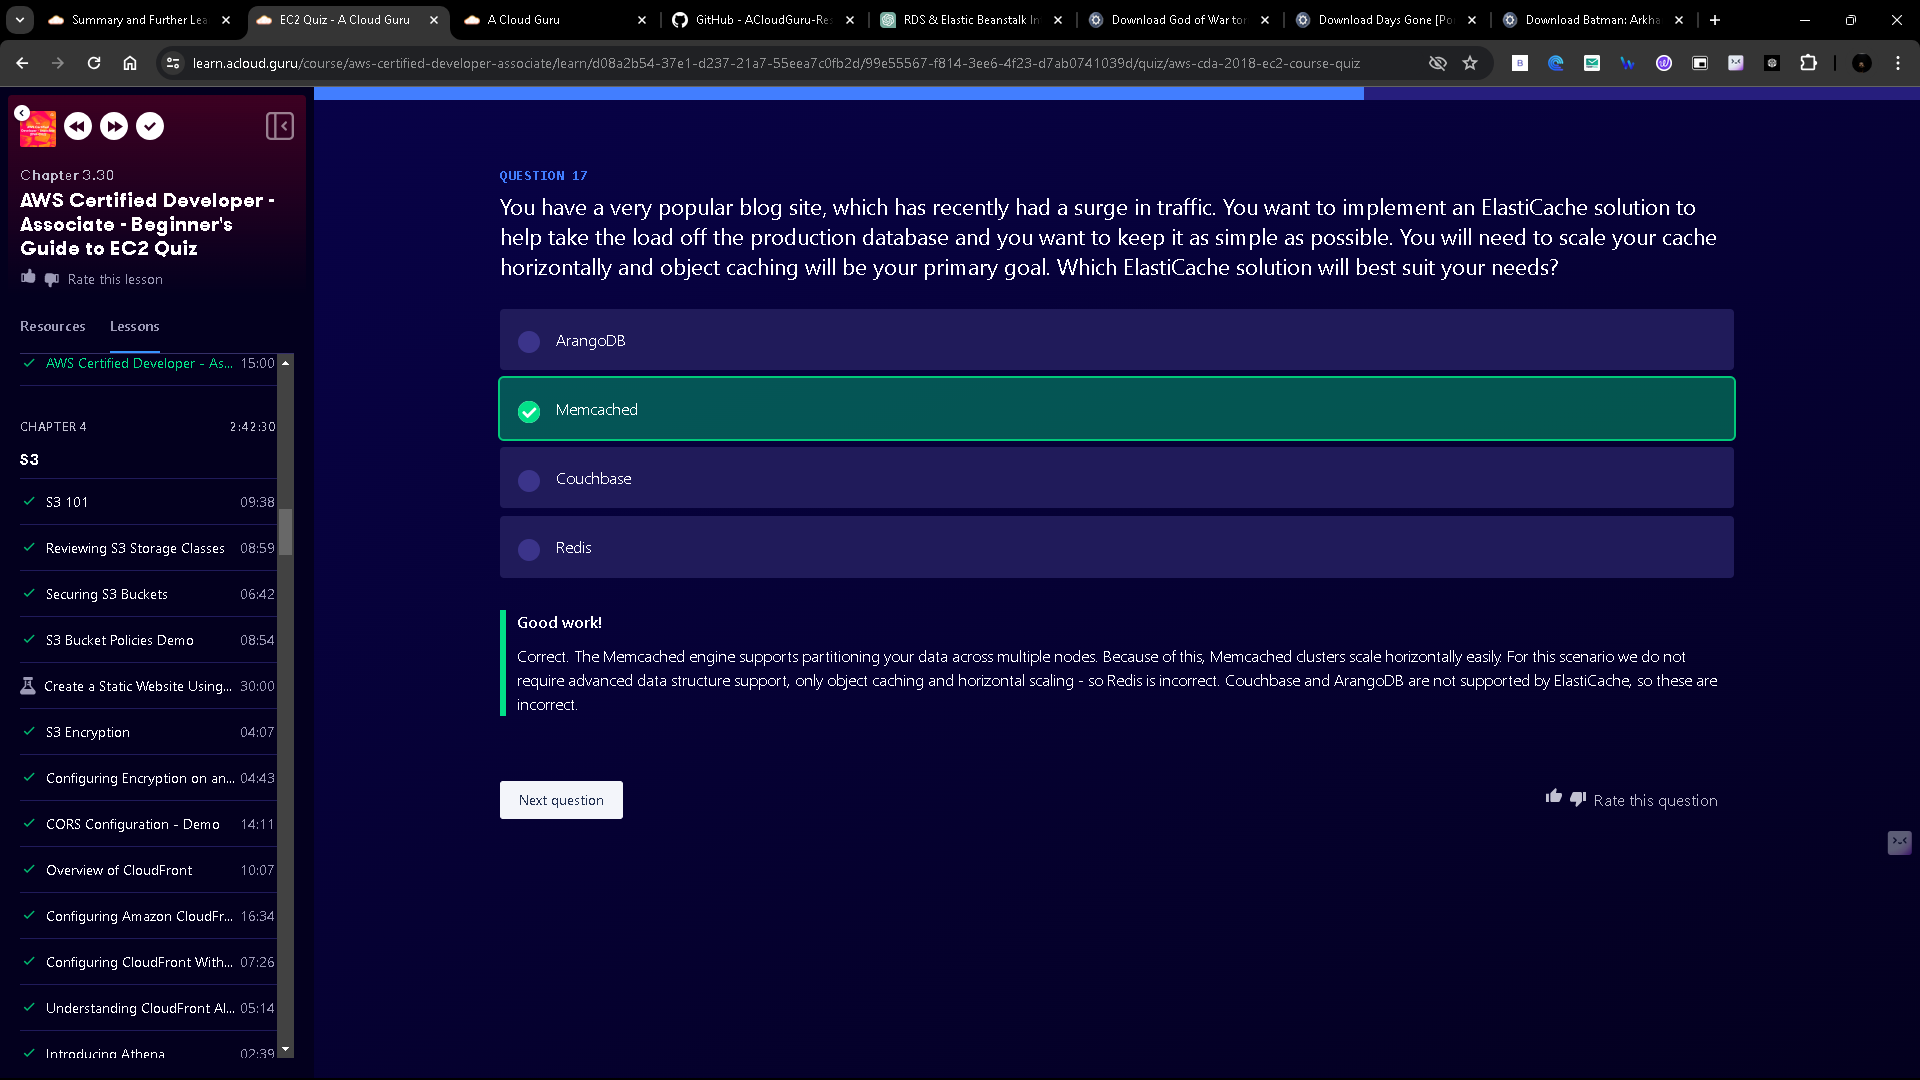 Summary and Further Lea
EC2 Quiz - A Cloud Guru
A Cloud Guru
GitHub - ACloudGuru-Res
RDS & Elastic Beanstalk In
Download God of War tor
Download Days Gone [Po
Download Batman: Arkha
learn.acloud.guru/course/aws-certified-developer-associate/learn/d08a2b54-37e1-d237-21a7-55eea7c0fb2d/99e55567-f814-3ee6-4f23-d7ab0741039d/quiz/aws-cda-2018-ec2-course-quiz
Chapter 3.30
AWS Certified Developer -
Associate - Beginner's
Guide to EC2 Quiz
Rate this lesson
Resources Lessons
AWS Certified Developer - As... 15:00
CHAPTER 4 2:42:30
S3
S3 101 09:38
Reviewing S3 Storage Classes 08:59
Securing S3 Buckets 06:42
S3 Bucket Policies Demo 08:54
Create a Static Website Using... 30:00
S3 Encryption 04:07
Configuring Encryption on an... 04:43
CORS Configuration - Demo 14:11
Overview of CloudFront 10:07
Configuring Amazon CloudFr... 16:34
Configuring CloudFront With... 07:26
Understanding CloudFront Al... 05:14
Introducing Athena 02:39
QUESTION 17
You have a very popular blog site, which has recently had a surge in traffic. You want to implement an ElastiCache solution to
help take the load off the production database and you want to keep it as simple as possible. You will need to scale your cache
horizontally and object caching will be your primary goal. Which ElastiCache solution will best suit your needs?
ArangoDB
Memcached
Couchbase
Redis
Good work!
Correct. The Memcached engine supports partitioning your data across multiple nodes. Because of this, Memcached clusters scale horizontally easily. For this scenario we do not
require advanced data structure support, only object caching and horizontal scaling - so Redis is incorrect. Couchbase and ArangoDB are not supported by ElastiCache, so these are
incorrect.
Next question
Rate this question